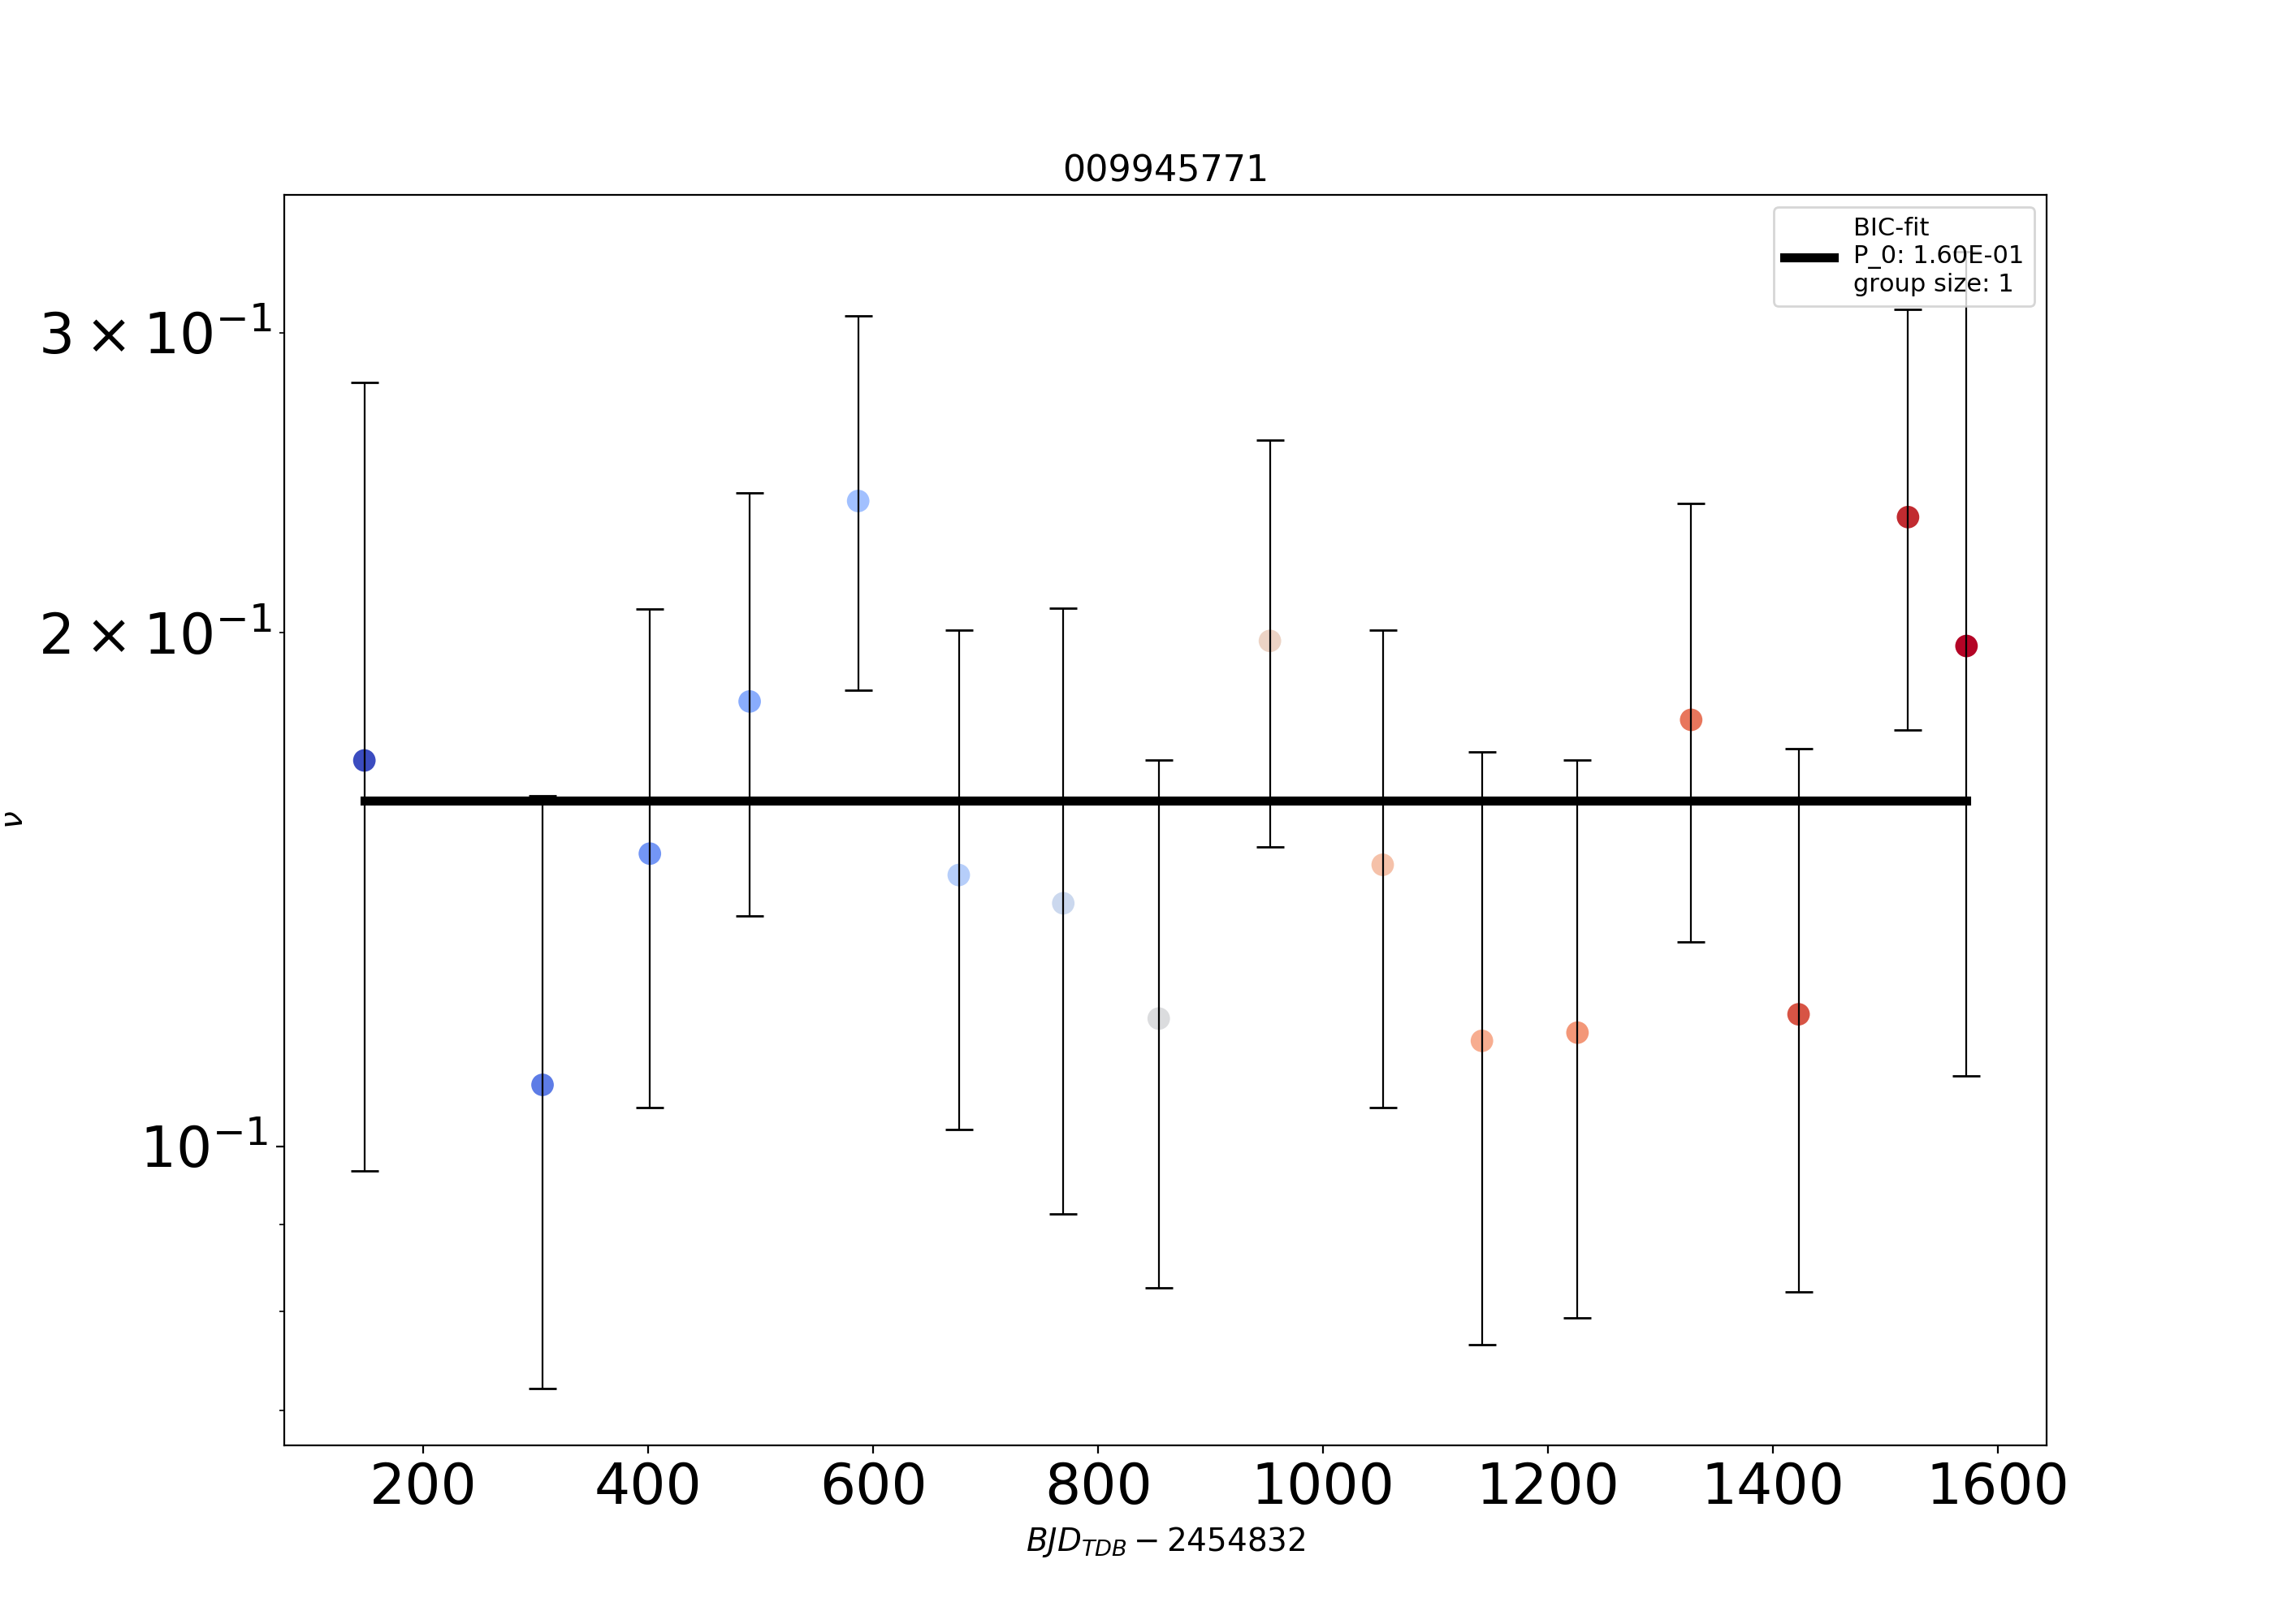 009945771
BIC-fit
P_0: 1.60E-01
group size: 1
3 × 10⁻¹
2 × 10⁻¹
10⁻¹
ν
200 400 600 800 1000 1200 1400 1600
BJD_TDB − 2454832